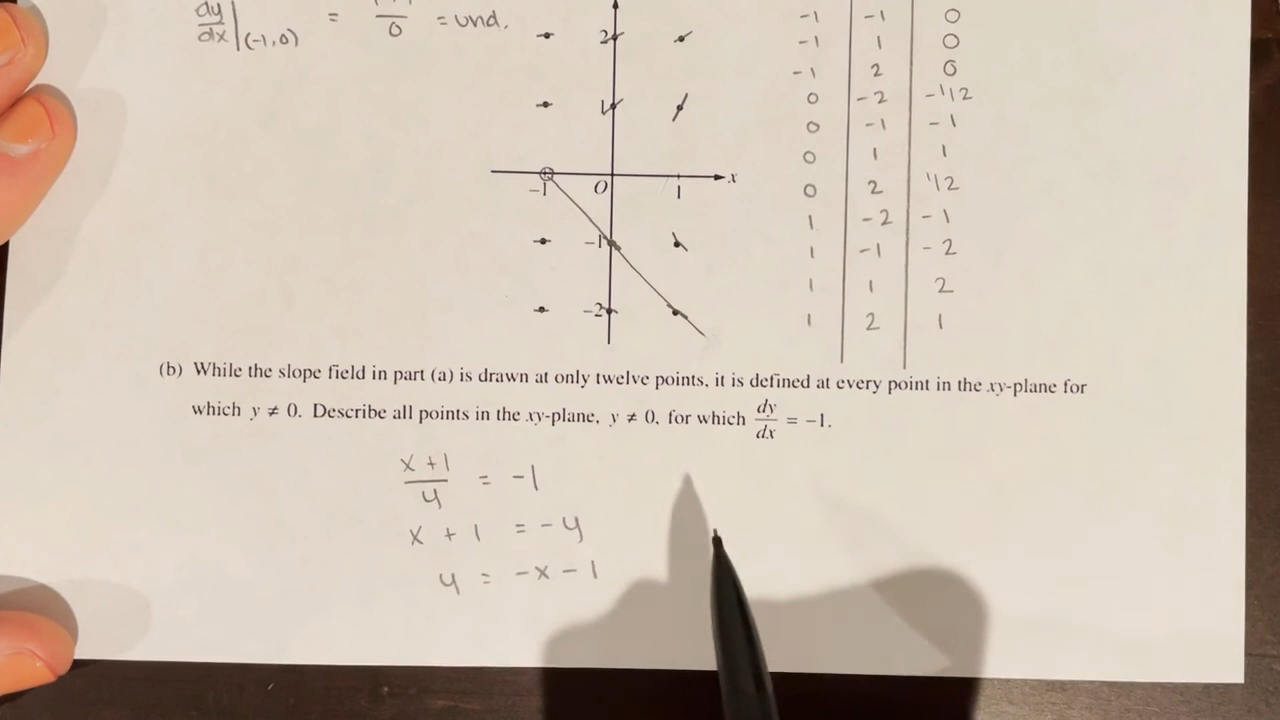 dy/dx|(-1,0) = /0 = und.
2
1
-1 O 1 x
-1
-2
-1 -1 0
-1 1 0
-1 2 0
0 -2 -1/2
0 -1 -1
0 1 1
0 2 1/2
1 -2 -1
1 -1 -2
1 1 2
1 2 1
(b) While the slope field in part (a) is drawn at only twelve points, it is defined at every point in the xy-plane for
which y ≠ 0. Describe all points in the xy-plane, y ≠ 0, for which dy/dx = -1.
x+1/y = -1
x + 1 = -y
y = -x - 1